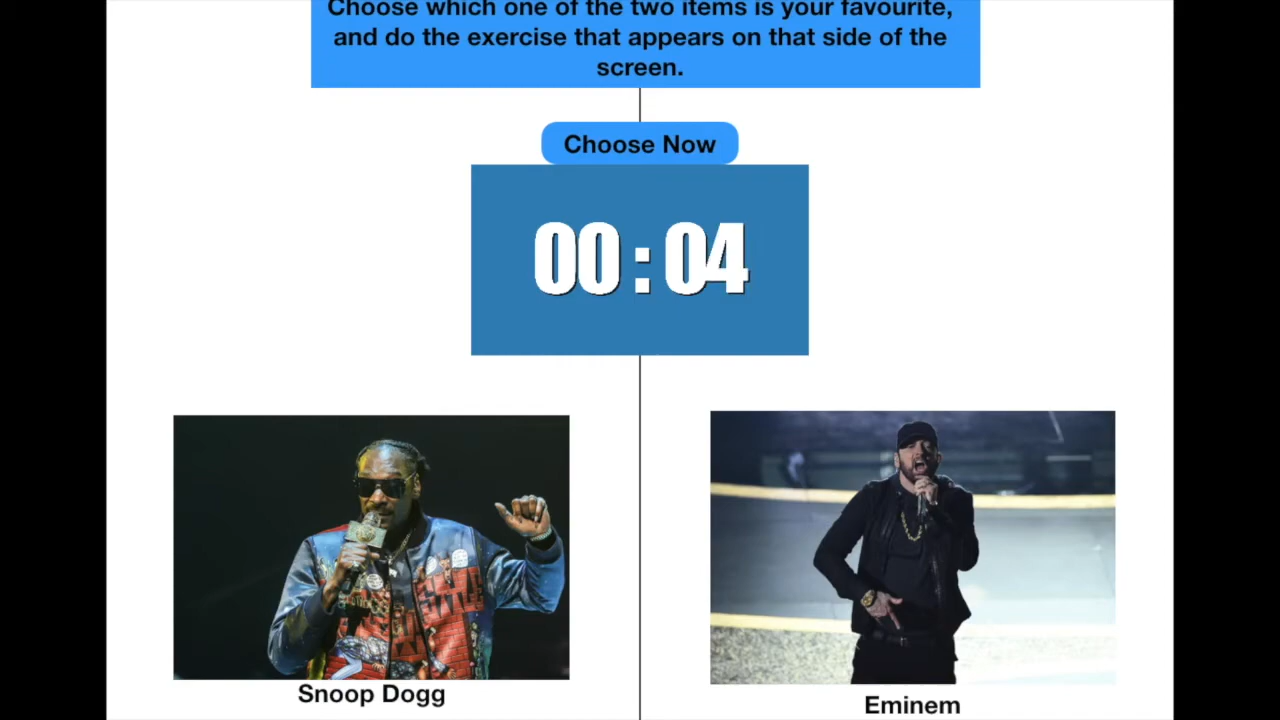 Choose which one of the two items is your favourite,
and do the exercise that appears on that side of the
screen.
Choose Now
00:04
Snoop Dogg
Eminem